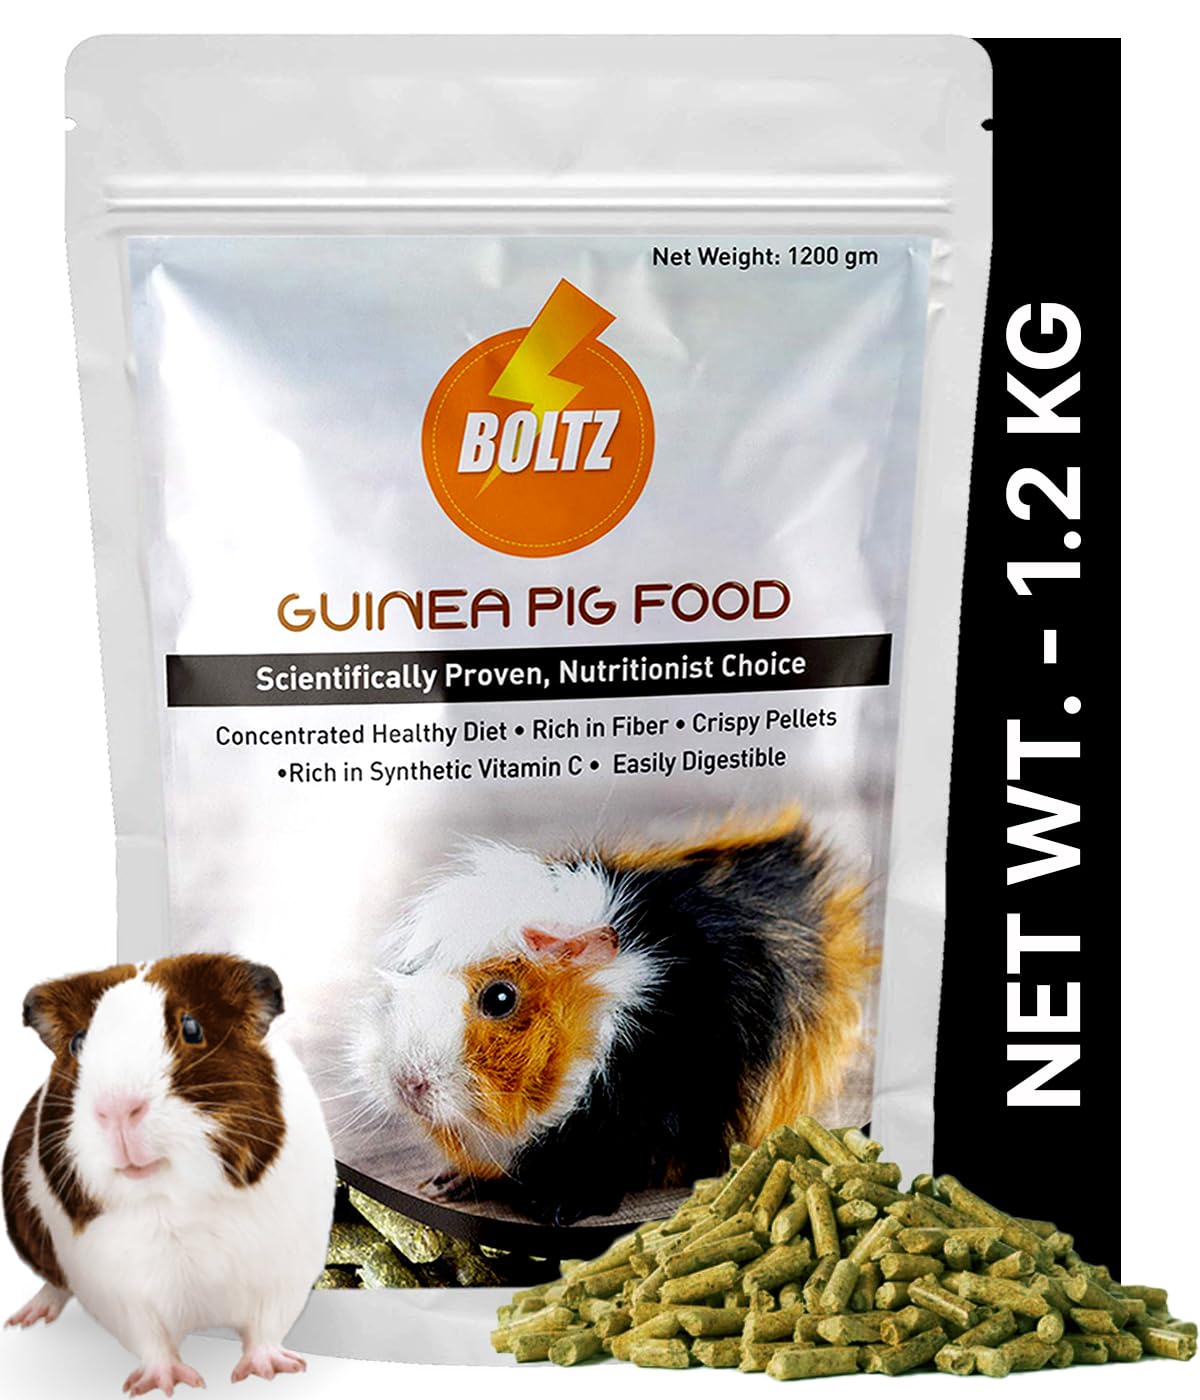 Net Weight: 1200 gm
BOLTZ
GUINEA PIG FOOD
Scientifically Proven, Nutritionist Choice
Concentrated Healthy Diet • Rich in Fiber • Crispy Pellets
•Rich in Synthetic Vitamin C • Easily Digestible
NET WT. - 1.2 KG